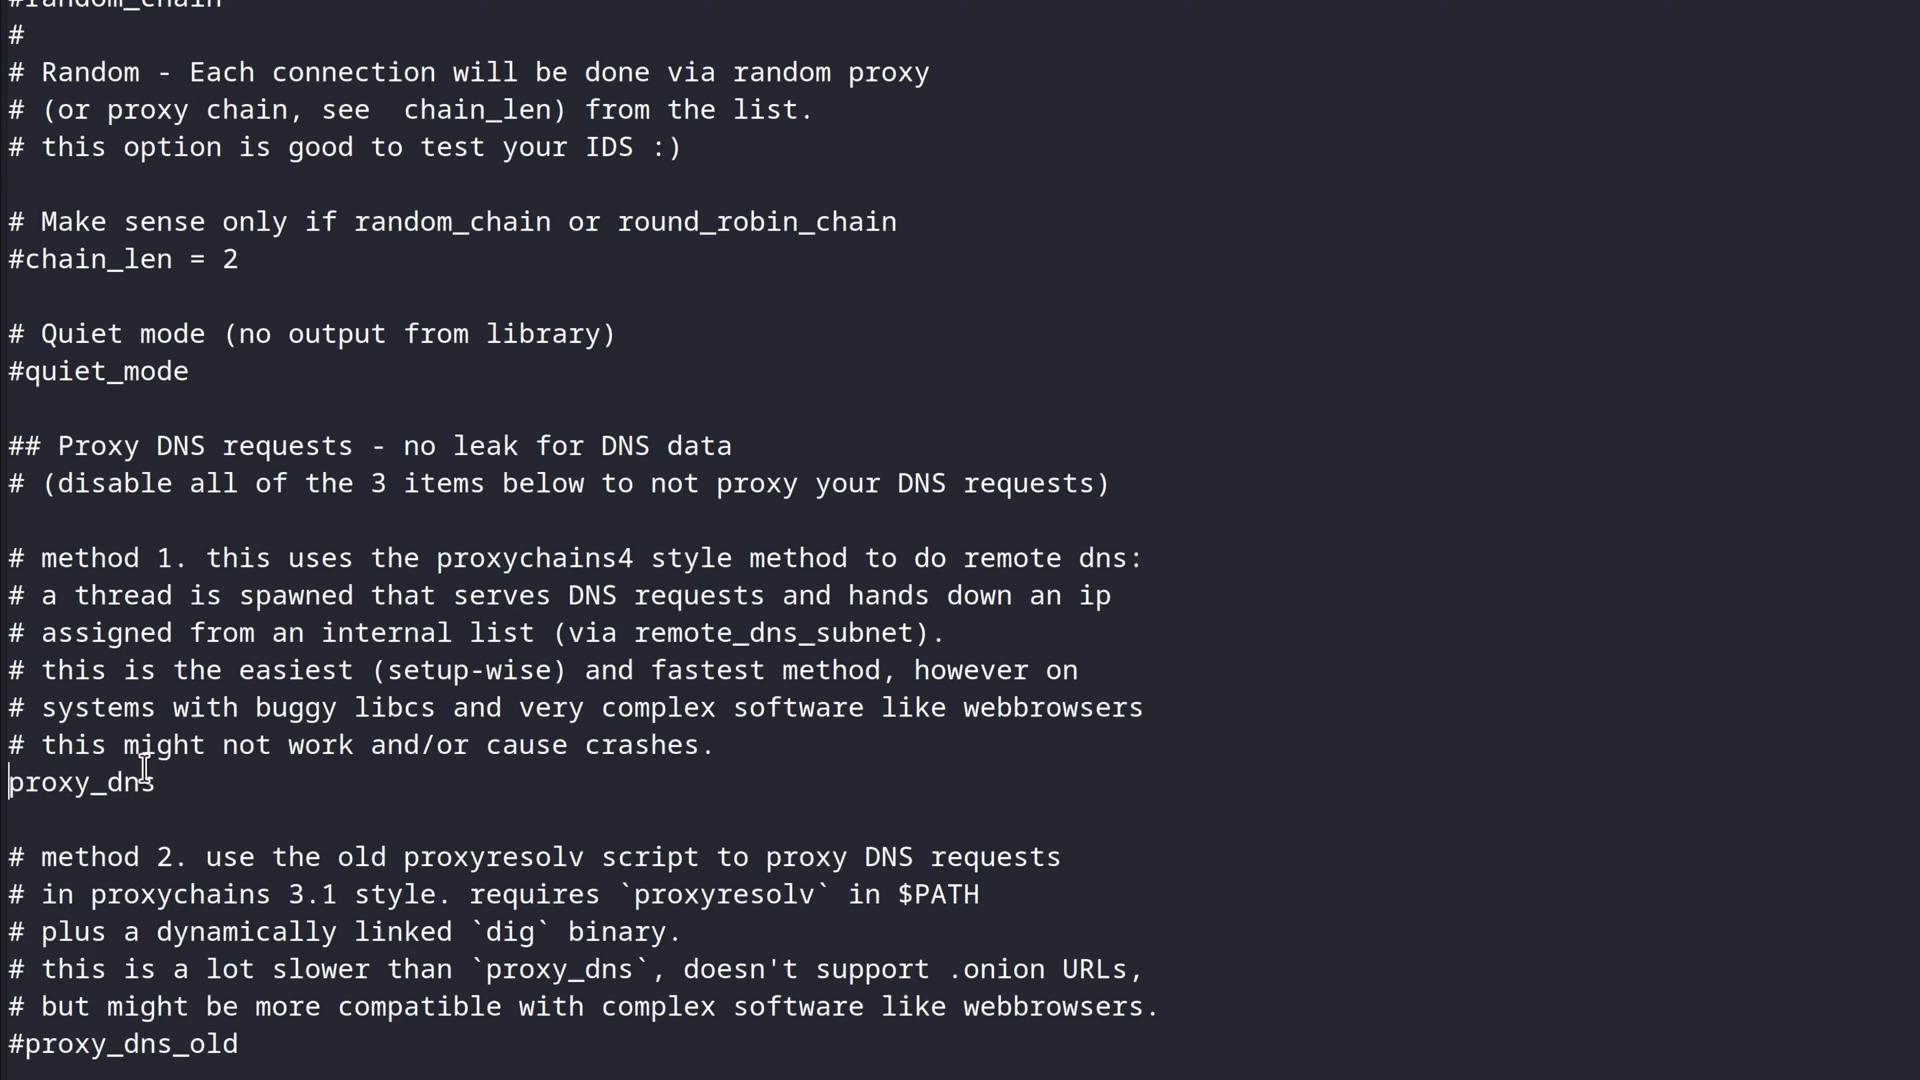 #random_chain
#
# Random - Each connection will be done via random proxy
# (or proxy chain, see  chain_len) from the list.
# this option is good to test your IDS :)
# Make sense only if random_chain or round_robin_chain
#chain_len = 2
# Quiet mode (no output from library)
#quiet_mode
## Proxy DNS requests - no leak for DNS data
# (disable all of the 3 items below to not proxy your DNS requests)
# method 1. this uses the proxychains4 style method to do remote dns:
# a thread is spawned that serves DNS requests and hands down an ip
# assigned from an internal list (via remote_dns_subnet).
# this is the easiest (setup-wise) and fastest method, however on
# systems with buggy libcs and very complex software like webbrowsers
# this might not work and/or cause crashes.
proxy_dns
# method 2. use the old proxyresolv script to proxy DNS requests
# in proxychains 3.1 style. requires `proxyresolv` in $PATH
# plus a dynamically linked `dig` binary.
# this is a lot slower than `proxy_dns`, doesn't support .onion URLs,
# but might be more compatible with complex software like webbrowsers.
#proxy_dns_old